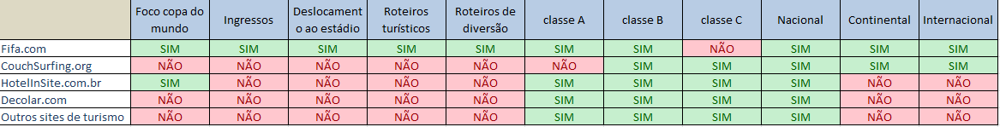 Foco copa do mundo Ingressos Deslocament o ao estádio Roteiros turísticos Roteiros de diversão classe A classe B classe C Nacional Continental Internacional
Fifa.com SIM SIM SIM SIM SIM SIM SIM NÃO SIM SIM SIM
CouchSurfing.org NÃO NÃO NÃO NÃO NÃO NÃO SIM SIM SIM SIM SIM
HotelInSite.com.br SIM NÃO NÃO NÃO NÃO SIM SIM SIM SIM NÃO NÃO
Decolar.com NÃO NÃO NÃO NÃO NÃO SIM SIM SIM SIM NÃO NÃO
Outros sites de turismo NÃO NÃO NÃO NÃO NÃO SIM SIM SIM SIM NÃO NÃO